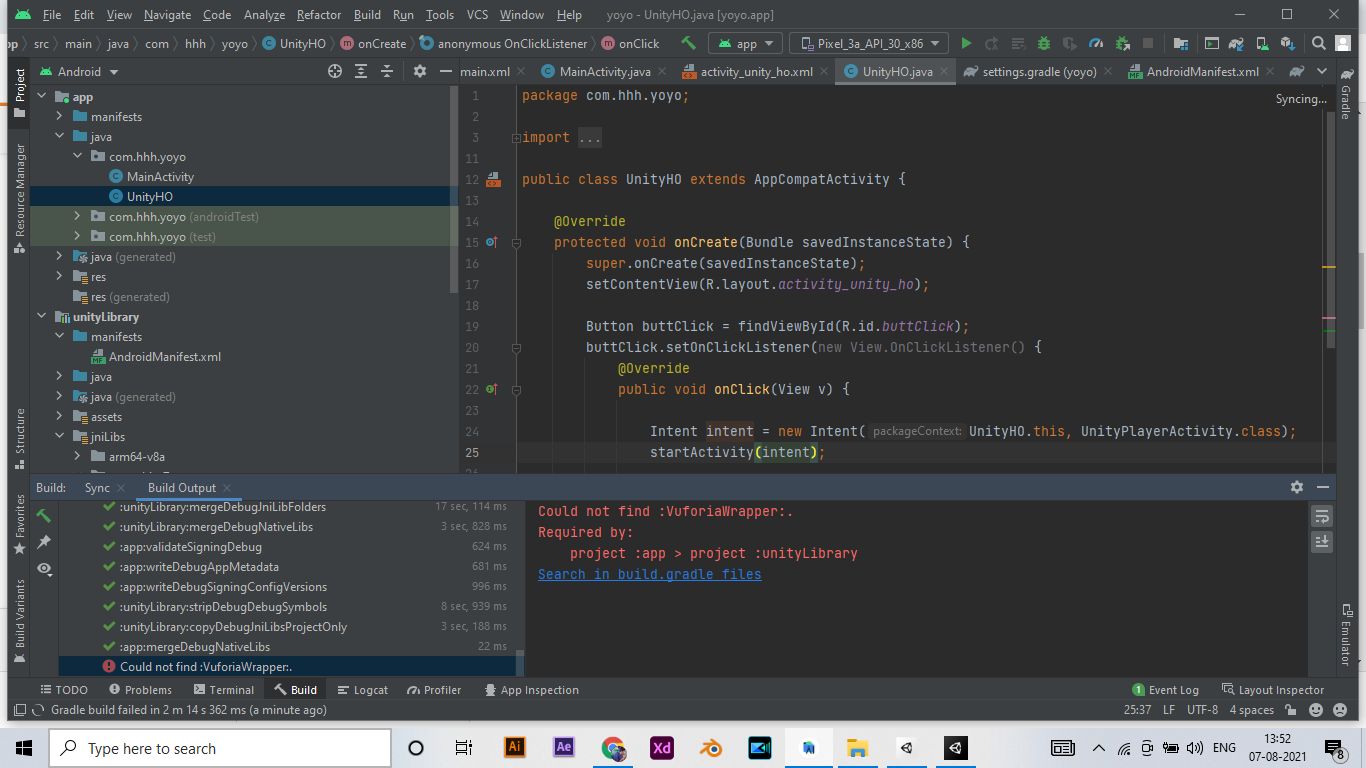 File Edit View Navigate Code Analyze Refactor Build Run Tools VCS Window Help yoyo - UnityHO.java [yoyo.app]
pp src main java com hhh yoyo UnityHO onCreate anonymous OnClickListener onClick app Pixel_3a_API_30_x86
Android main.xml MainActivity.java activity_unity_ho.xml UnityHO.java settings.gradle (yoyo) AndroidManifest.xml
Project
Resource Manager
Structure
Favorites
Build Variants
app
manifests
java
com.hhh.yoyo
MainActivity
UnityHO
com.hhh.yoyo (androidTest)
com.hhh.yoyo (test)
java (generated)
res
res (generated)
unityLibrary
manifests
AndroidManifest.xml
java
java (generated)
assets
jniLibs
arm64-v8a
Syncing...
1 package com.hhh.yoyo;
2
3 import ...
11
12 public class UnityHO extends AppCompatActivity {
13
14 @Override
15 protected void onCreate(Bundle savedInstanceState) {
16 super.onCreate(savedInstanceState);
17 setContentView(R.layout.activity_unity_ho);
18
19 Button buttClick = findViewById(R.id.buttClick);
20 buttClick.setOnClickListener(new View.OnClickListener() {
21 @Override
22 public void onClick(View v) {
23
24 Intent intent = new Intent( packageContext: UnityHO.this, UnityPlayerActivity.class);
25 startActivity(intent);
Gradle
Emulator
Build: Sync Build Output
:unityLibrary:mergeDebugJniLibFolders 17 sec, 114 ms
:unityLibrary:mergeDebugNativeLibs 3 sec, 828 ms
:app:validateSigningDebug 624 ms
:app:writeDebugAppMetadata 681 ms
:app:writeDebugSigningConfigVersions 996 ms
:unityLibrary:stripDebugDebugSymbols 8 sec, 939 ms
:unityLibrary:copyDebugJniLibsProjectOnly 3 sec, 188 ms
:app:mergeDebugNativeLibs 22 ms
Could not find :VuforiaWrapper:.
Could not find :VuforiaWrapper:.
Required by:
project :app > project :unityLibrary
Search in build.gradle files
TODO Problems Terminal Build Logcat Profiler App Inspection 1 Event Log Layout Inspector
Gradle build failed in 2 m 14 s 362 ms (a minute ago) 25:37 LF UTF-8 4 spaces
Type here to search Ai Ae Xd ENG 13:52
07-08-2021 8